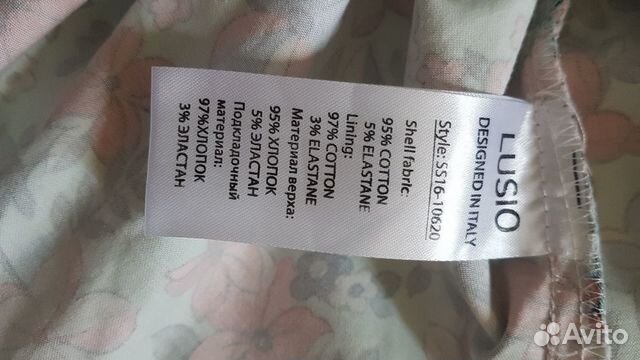 LUSIO
DESIGNED IN ITALY
Style: SS16-10620
Shell fabric:
95% COTTON
5% ELASTANE
Lining:
97% COTTON
3% ELASTANE
Материал верха:
95% ХЛОПОК
5% ЭЛАСТАН
Подкладочный
материал:
97% ХЛОПОК
3% ЭЛАСТАН
Avito